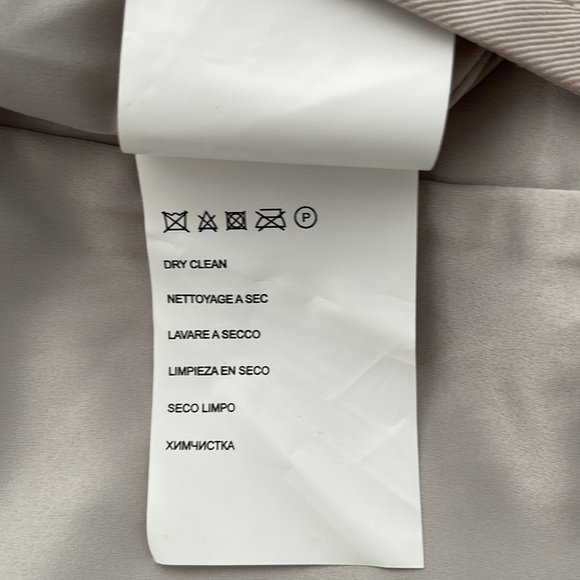 P
DRY CLEAN
NETTOYAGE A SEC
LAVARE A SECCO
LIMPIEZA EN SECO
SECO LIMPO
ХИМЧИСТКА